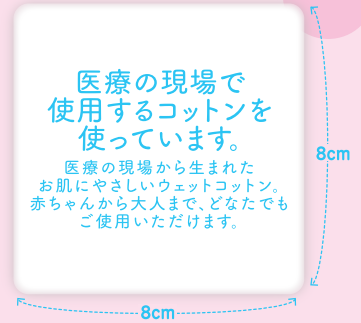 医療の現場で
使用するコットンを
使っています。
医療の現場から生まれた
お肌にやさしいウェットコットン。
赤ちゃんから大人まで、どなたでも
ご使用いただけます。
8cm
8cm